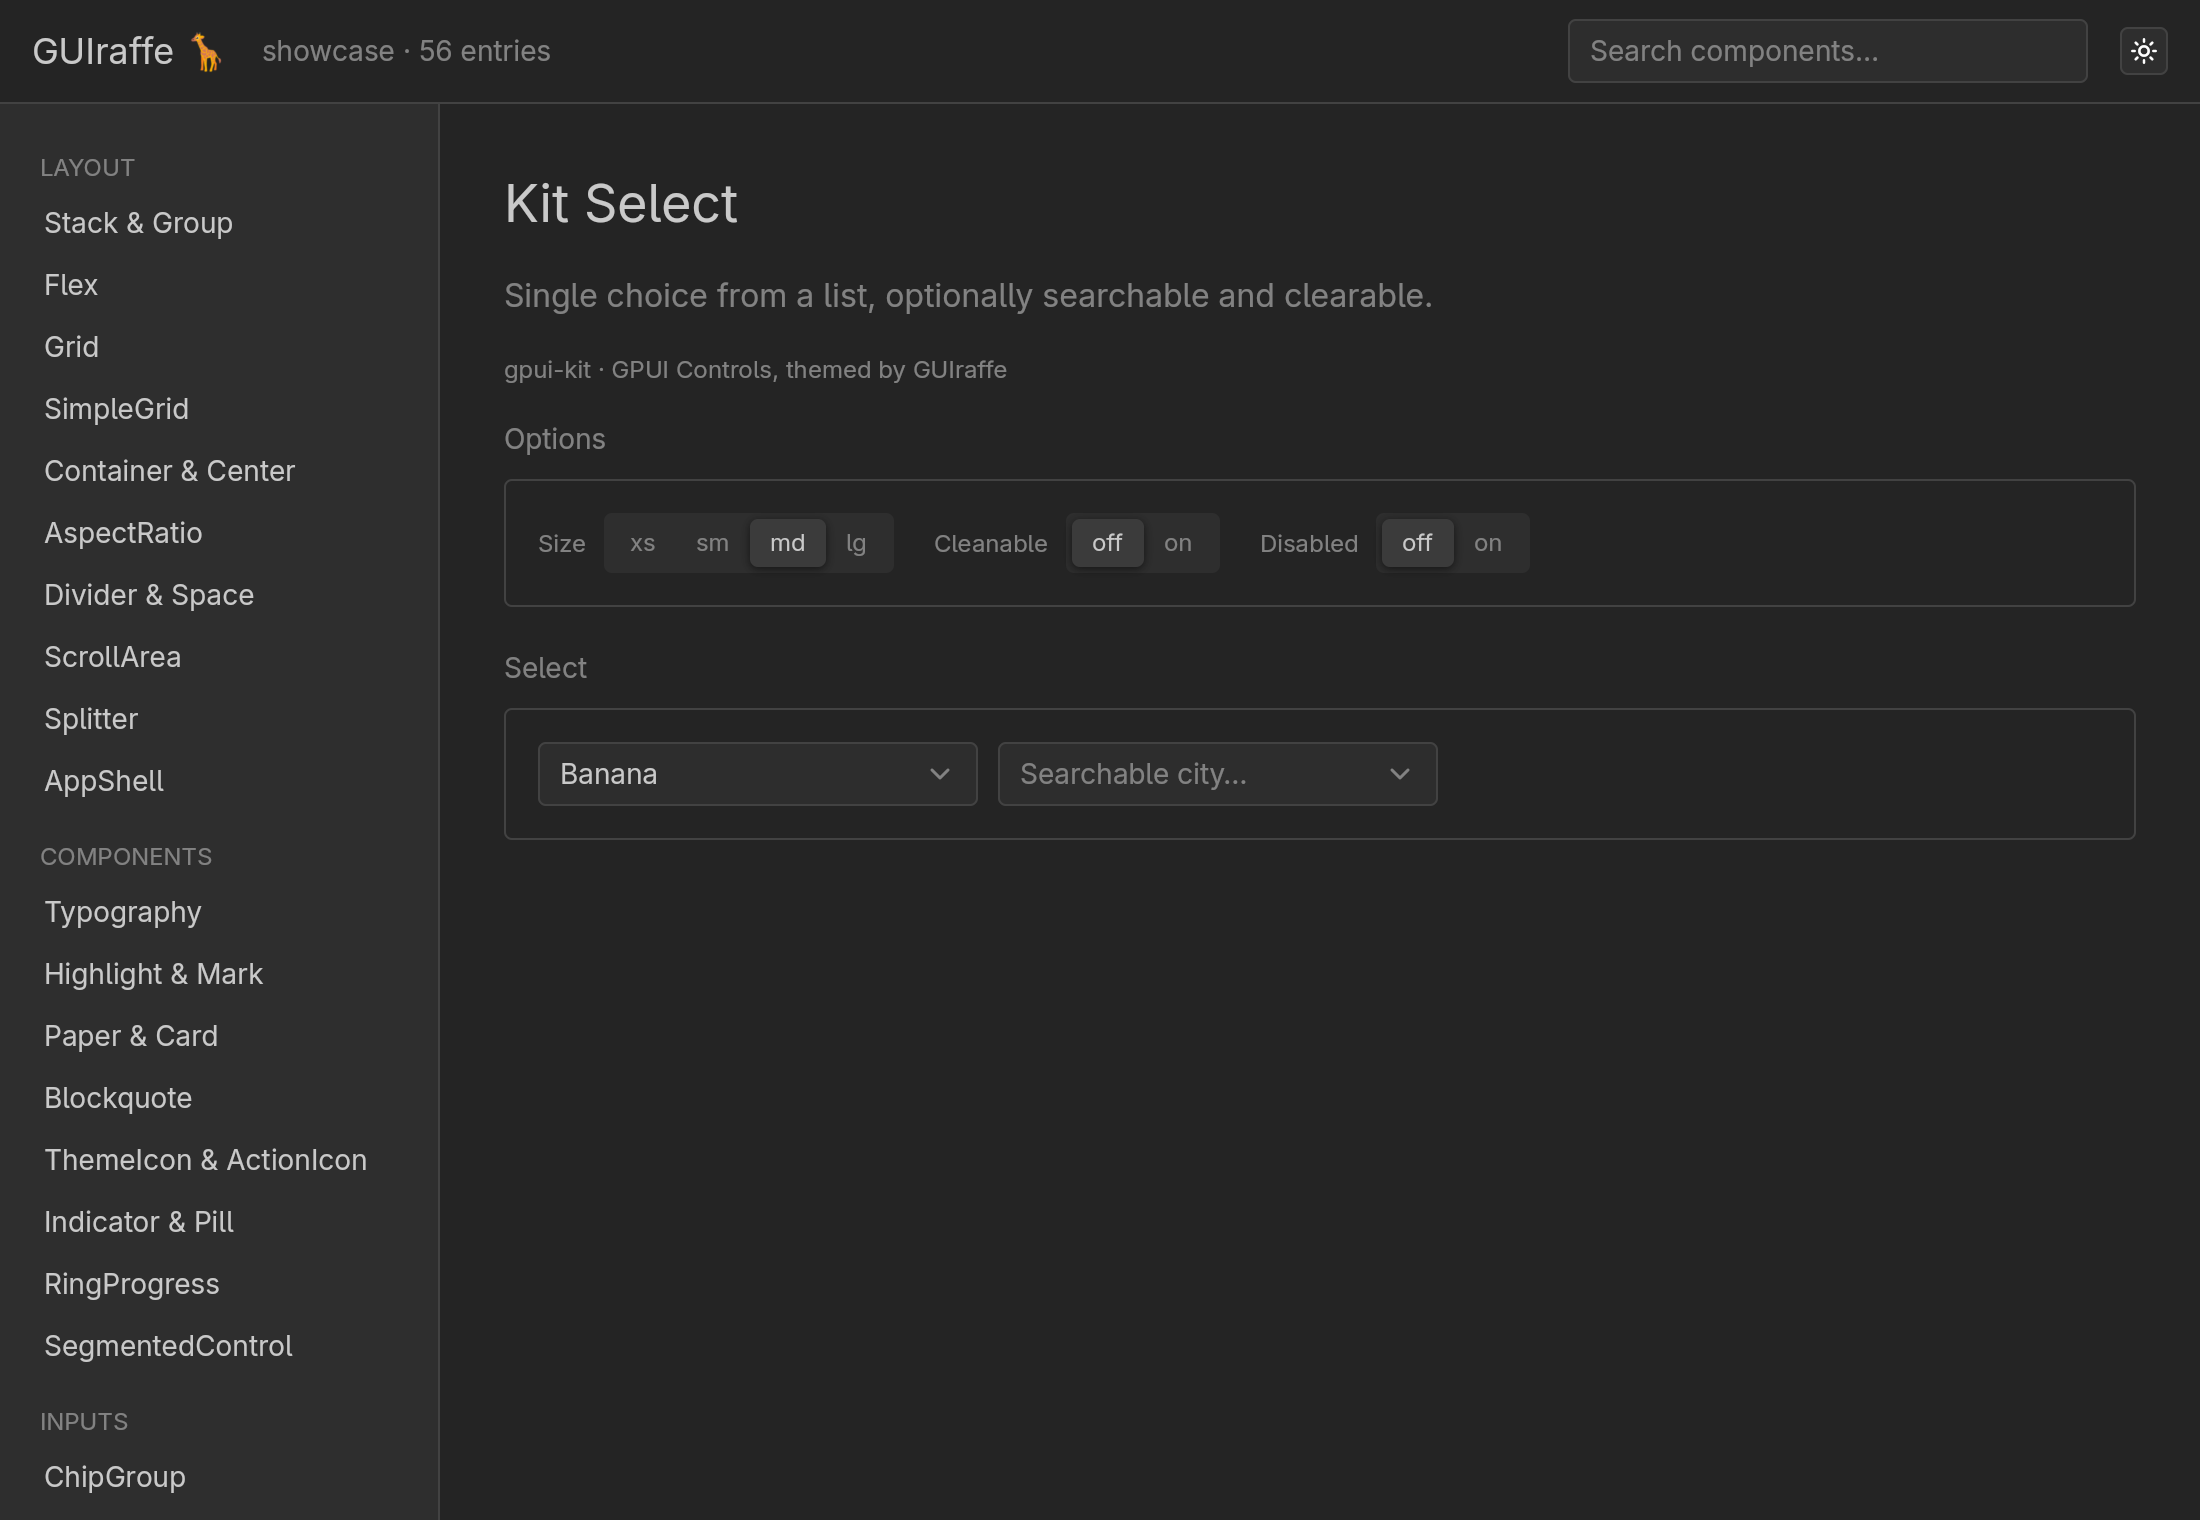 GUIraffe 🦒 showcase · 56 entries Search components...
LAYOUT
Stack & Group
Flex
Grid
SimpleGrid
Container & Center
AspectRatio
Divider & Space
ScrollArea
Splitter
AppShell
COMPONENTS
Typography
Highlight & Mark
Paper & Card
Blockquote
ThemeIcon & ActionIcon
Indicator & Pill
RingProgress
SegmentedControl
INPUTS
ChipGroup
Kit Select
Single choice from a list, optionally searchable and clearable.
gpui-kit · GPUI Controls, themed by GUIraffe
Options
Size xs sm md lg Cleanable off on Disabled off on
Select
Banana Searchable city...